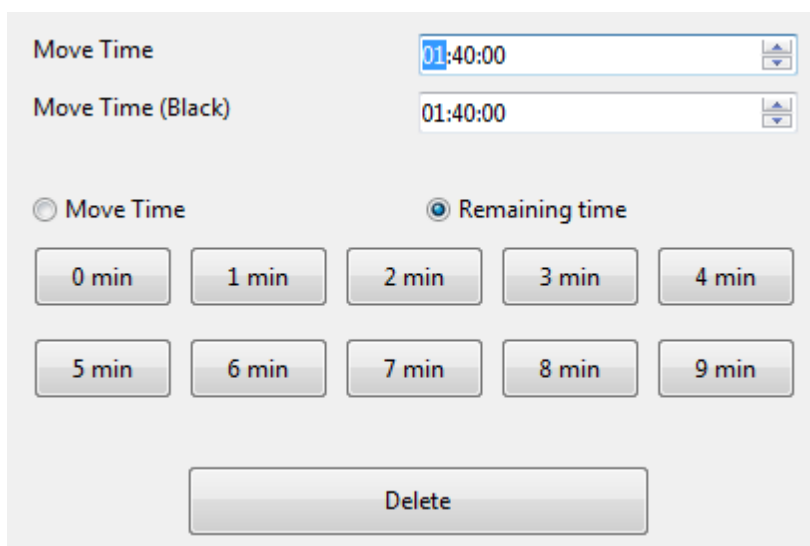 Move Time 01:40:00
Move Time (Black) 01:40:00
Move Time Remaining time
0 min 1 min 2 min 3 min 4 min
5 min 6 min 7 min 8 min 9 min
Delete